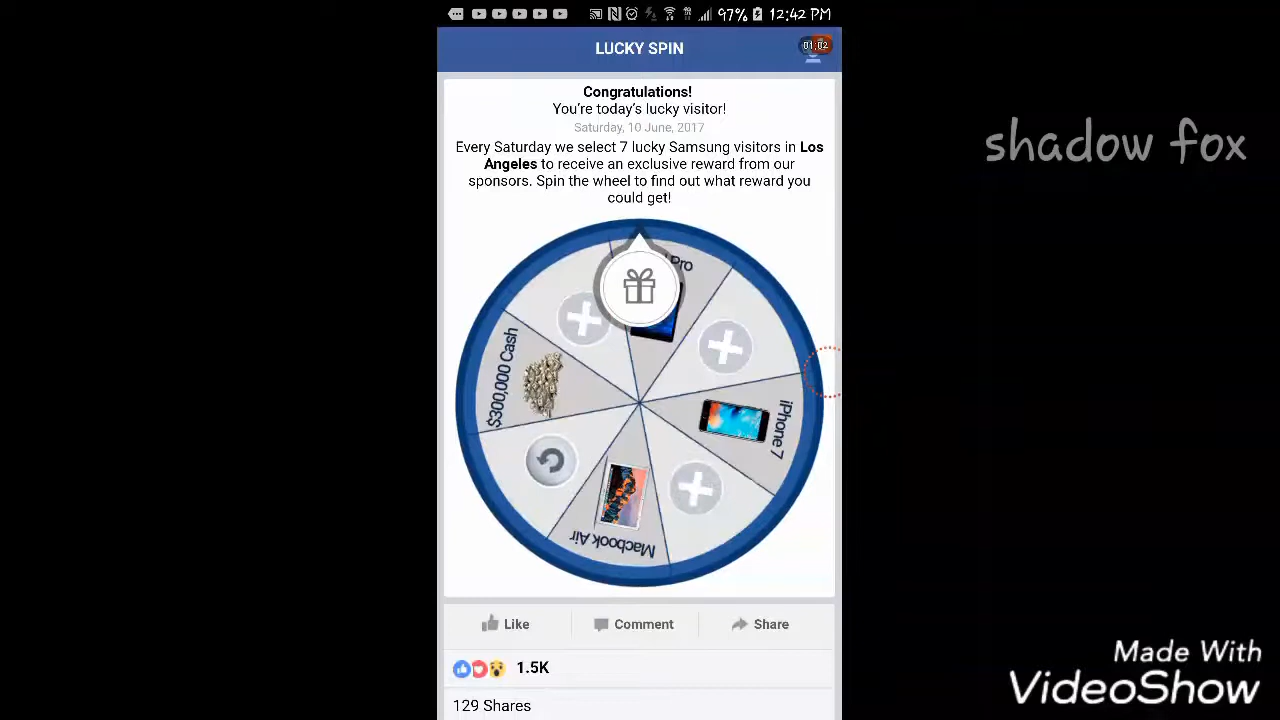 97% 12:42 PM
LUCKY SPIN
01:02
Congratulations!
You're today's lucky visitor!
Saturday, 10 June, 2017
Every Saturday we select 7 lucky Samsung visitors in Los
Angeles to receive an exclusive reward from our
sponsors. Spin the wheel to find out what reward you
could get!
Pro
$300,000 Cash
iPhone 7
Macbook Air
Like
Comment
Share
1.5K
129 Shares
shadow fox
Made With
VideoShow